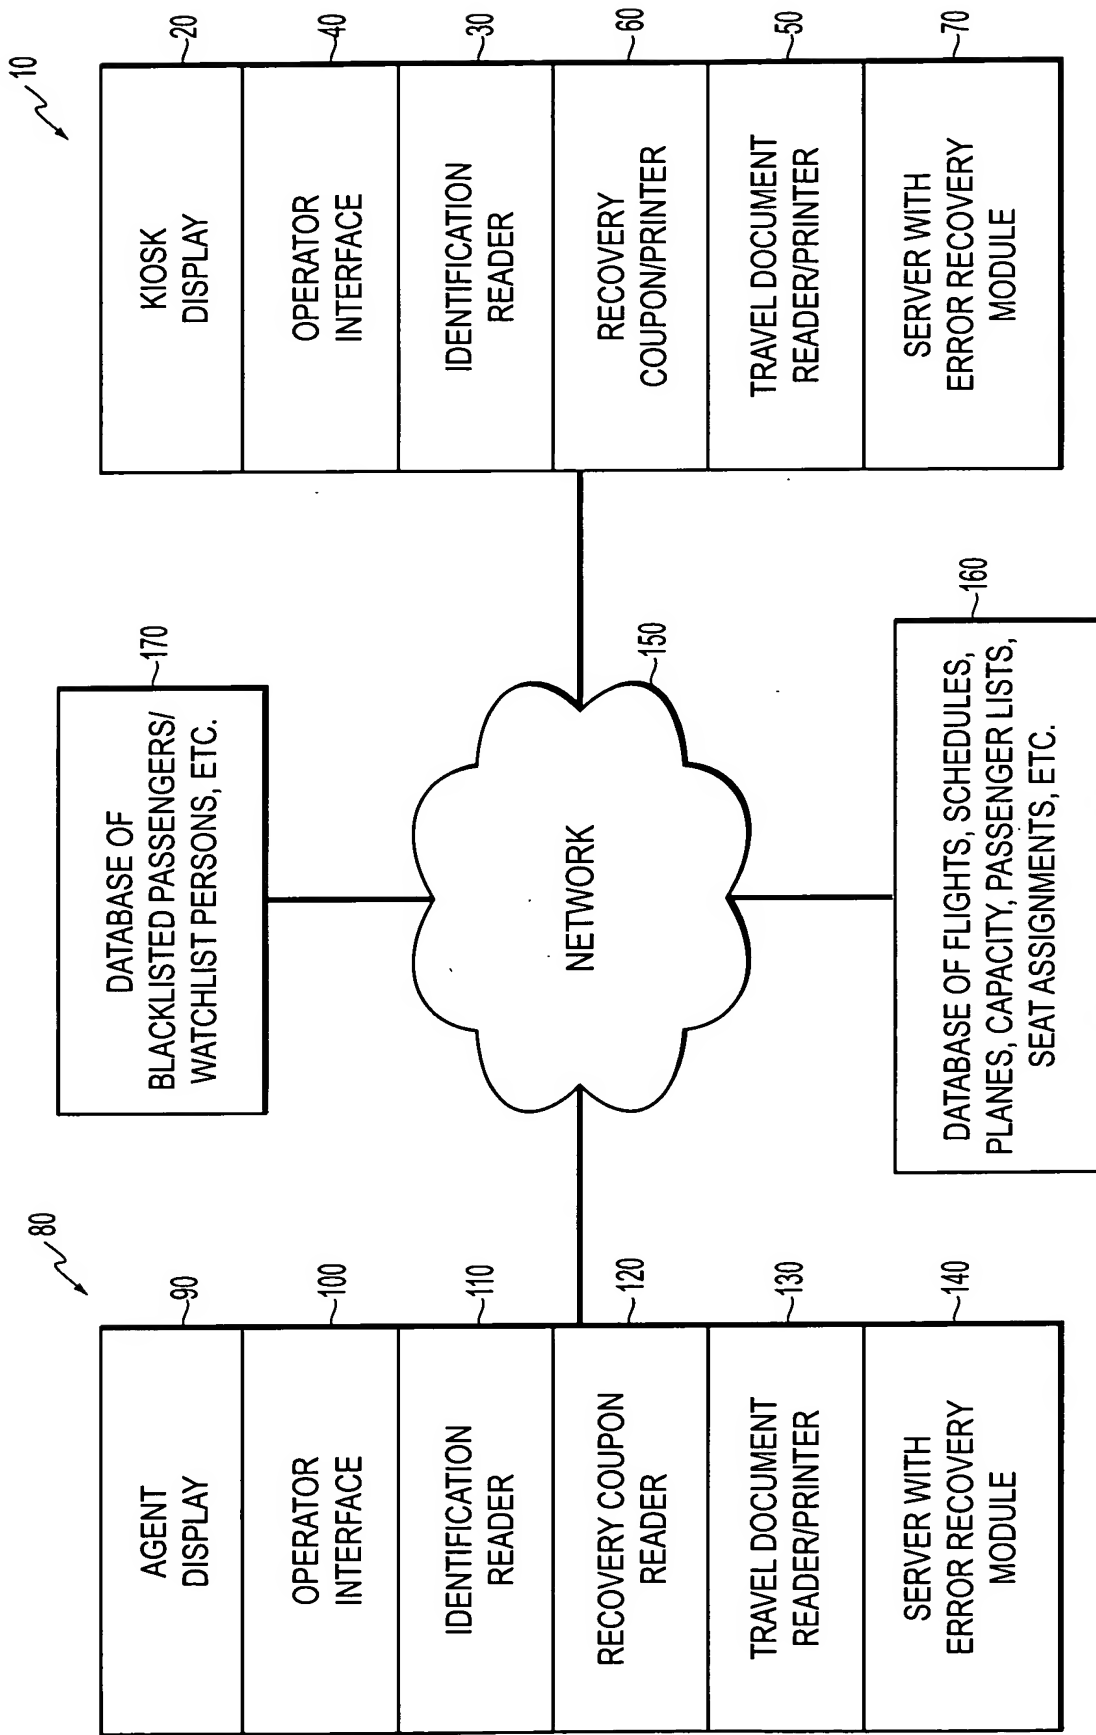 80
AGENT
DISPLAY
90
OPERATOR
INTERFACE
100
IDENTIFICATION
READER
110
RECOVERY COUPON
READER
120
TRAVEL DOCUMENT
READER/PRINTER
130
SERVER WITH
ERROR RECOVERY
MODULE
140
DATABASE OF
BLACKLISTED PASSENGERS/
WATCHLIST PERSONS, ETC.
170
NETWORK
150
DATABASE OF FLIGHTS, SCHEDULES,
PLANES, CAPACITY, PASSENGER LISTS,
SEAT ASSIGNMENTS, ETC.
160
10
KIOSK
DISPLAY
20
OPERATOR
INTERFACE
40
IDENTIFICATION
READER
30
RECOVERY
COUPON/PRINTER
60
TRAVEL DOCUMENT
READER/PRINTER
50
SERVER WITH
ERROR RECOVERY
MODULE
70